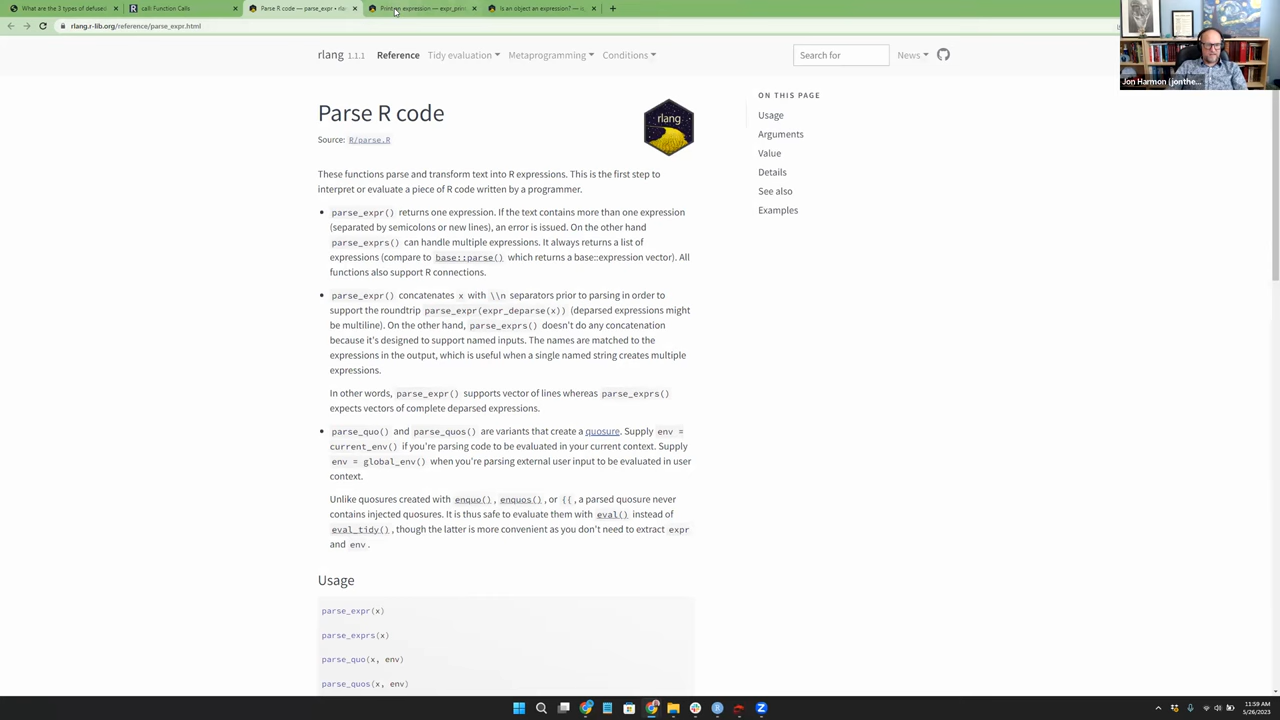 What are the 3 types of defused
call: Function Calls
Parse R code — parse_expr • rlan
Print an expression — expr_print
Is an object an expression? — is
rlang.r-lib.org/reference/parse_expr.html
rlang 1.1.1 Reference Tidy evaluation Metaprogramming Conditions Search for News
Jon Harmon (jonthe...
Parse R code
rlang
Source: R/parse.R
These functions parse and transform text into R expressions. This is the first step to
interpret or evaluate a piece of R code written by a programmer.
• parse_expr() returns one expression. If the text contains more than one expression
(separated by semicolons or new lines), an error is issued. On the other hand
parse_exprs() can handle multiple expressions. It always returns a list of
expressions (compare to base::parse() which returns a base::expression vector). All
functions also support R connections.
• parse_expr() concatenates x with \\n separators prior to parsing in order to
support the roundtrip parse_expr(expr_deparse(x)) (deparsed expressions might
be multiline). On the other hand, parse_exprs() doesn't do any concatenation
because it's designed to support named inputs. The names are matched to the
expressions in the output, which is useful when a single named string creates multiple
expressions.
In other words, parse_expr() supports vector of lines whereas parse_exprs()
expects vectors of complete deparsed expressions.
• parse_quo() and parse_quos() are variants that create a quosure. Supply env =
current_env() if you're parsing code to be evaluated in your current context. Supply
env = global_env() when you're parsing external user input to be evaluated in user
context.
Unlike quosures created with enquo(), enquos(), or {{, a parsed quosure never
contains injected quosures. It is thus safe to evaluate them with eval() instead of
eval_tidy(), though the latter is more convenient as you don't need to extract expr
and env.
Usage
parse_expr(x)
parse_exprs(x)
parse_quo(x, env)
parse_quos(x, env)
ON THIS PAGE
Usage
Arguments
Value
Details
See also
Examples
11:59 AM
5/26/2023